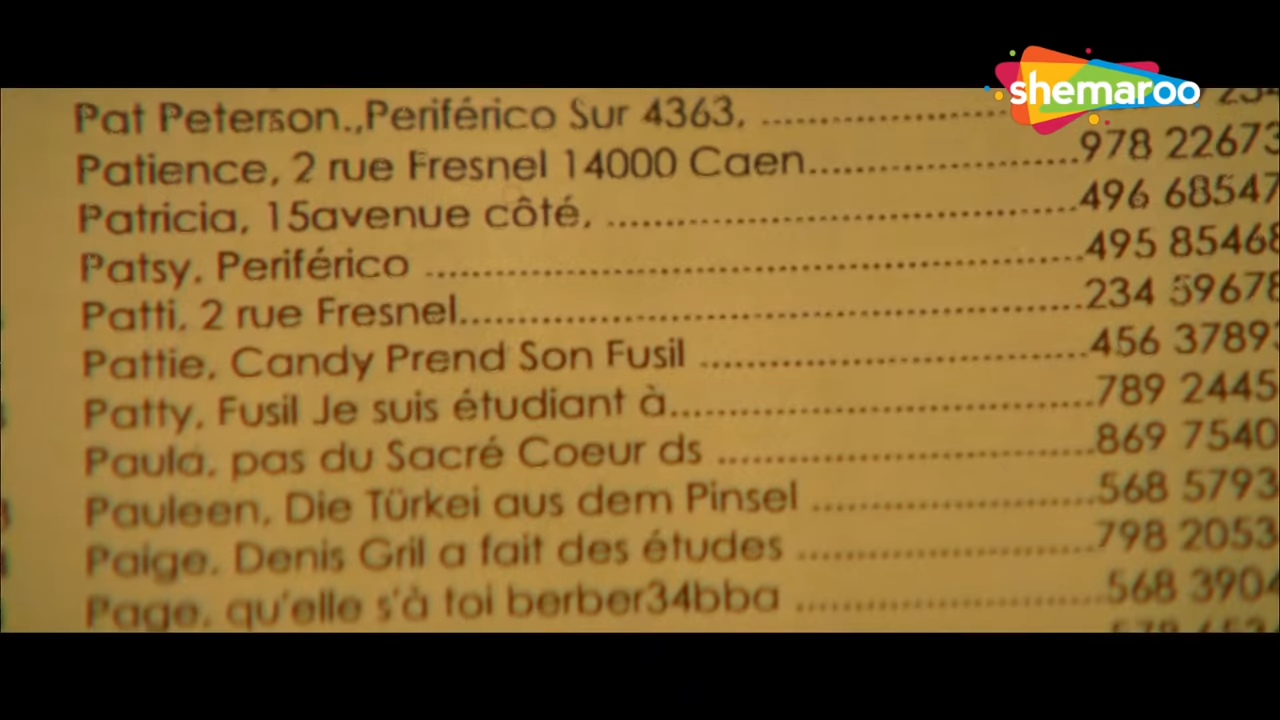 shemaroo
Pat Peterson.,Periférico Sur 4363, ........................
Patience, 2 rue Fresnel 14000 Caen........................978 22673
Patricia, 15avenue côté, ........................496 68547
Patsy, Periférico ........................495 85468
Patti, 2 rue Fresnel........................234 59678
Pattie, Candy Prend Son Fusil ........................456 3789
Patty, Fusil Je suis étudiant à........................789 2445
Paula, pas du Sacré Coeur ds ........................869 7540
Pauleen, Die Türkei aus dem Pinsel ........................568 5793
Paige, Denis Gril a fait des études ........................798 2053
Page, qu'elle s'à toi berber34bba ........................568 3904